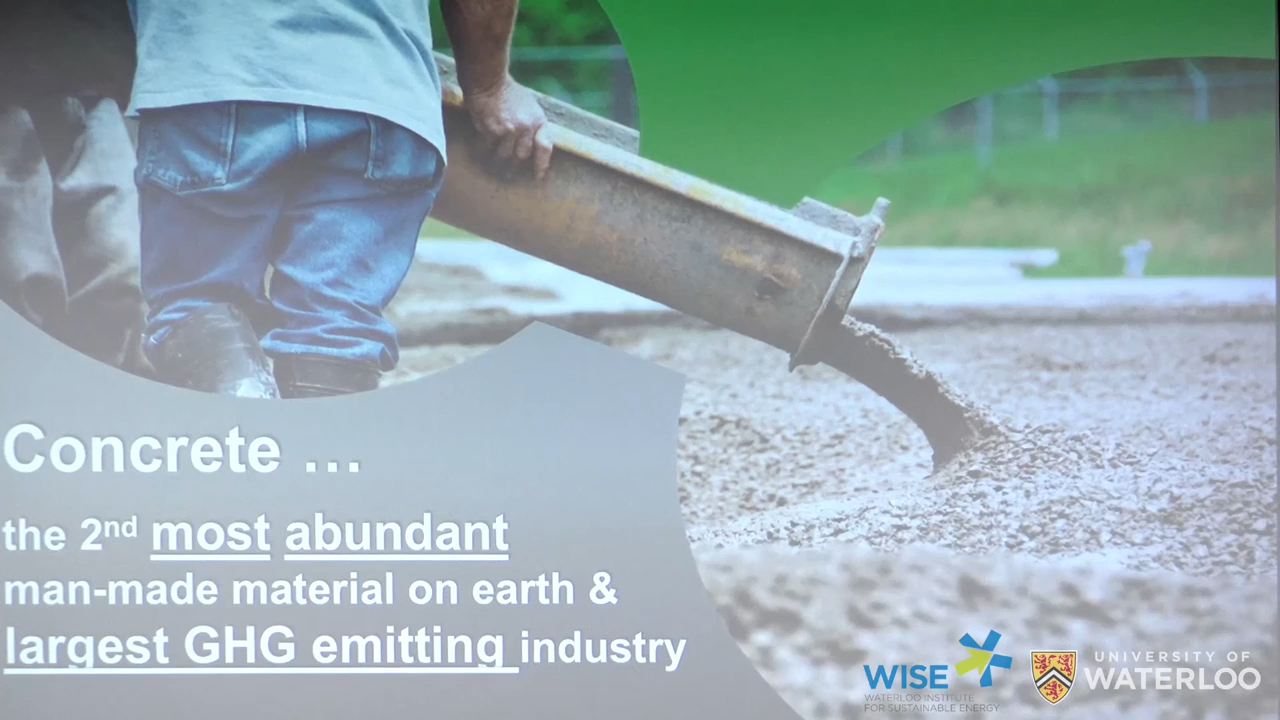 Concrete ...
the 2nd most abundant
man-made material on earth &
largest GHG emitting industry
WISE
WATERLOO INSTITUTE
FOR SUSTAINABLE ENERGY
UNIVERSITY OF
WATERLOO